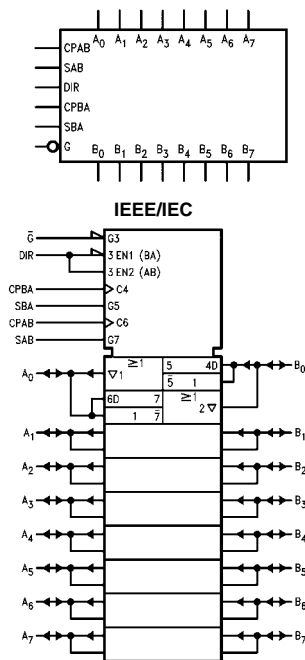 A0 A1 A2 A3 A4 A5 A6 A7
CPAB
SAB
DIR
CPBA
SBA
G
B0 B1 B2 B3 B4 B5 B6 B7
IEEE/IEC
G̅ G3
DIR 3 EN1 (BA)
3 EN2 (AB)
CPBA C4
SBA G5
CPAB C6
SAB G7
A0 ▽1 ≥1 5 4D B0
5̅ 1
6D 7 ≥1
1 7̅ 2▽
A1 B1
A2 B2
A3 B3
A4 B4
A5 B5
A6 B6
A7 B7